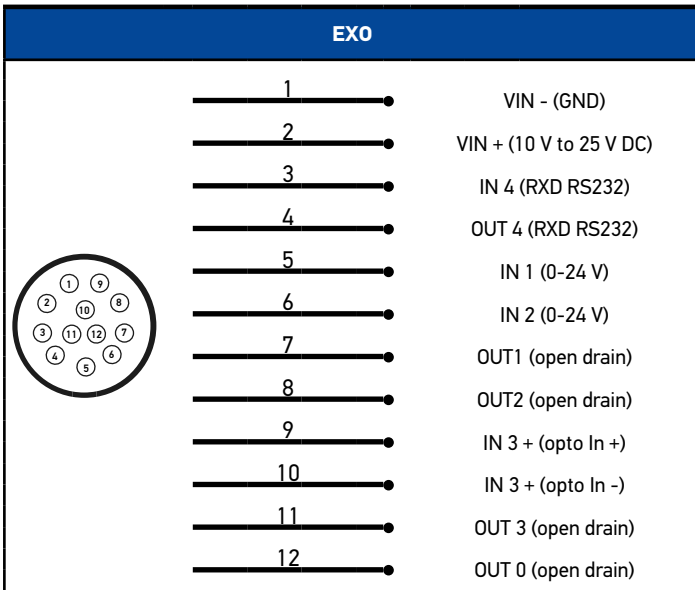 EXO
1 VIN - (GND)
2 VIN + (10 V to 25 V DC)
3 IN 4 (RXD RS232)
4 OUT 4 (RXD RS232)
5 IN 1 (0-24 V)
6 IN 2 (0-24 V)
7 OUT1 (open drain)
8 OUT2 (open drain)
9 IN 3 + (opto In +)
10 IN 3 + (opto In -)
11 OUT 3 (open drain)
12 OUT 0 (open drain)
1 9
2 10 8
3 11 12 7
4 5 6